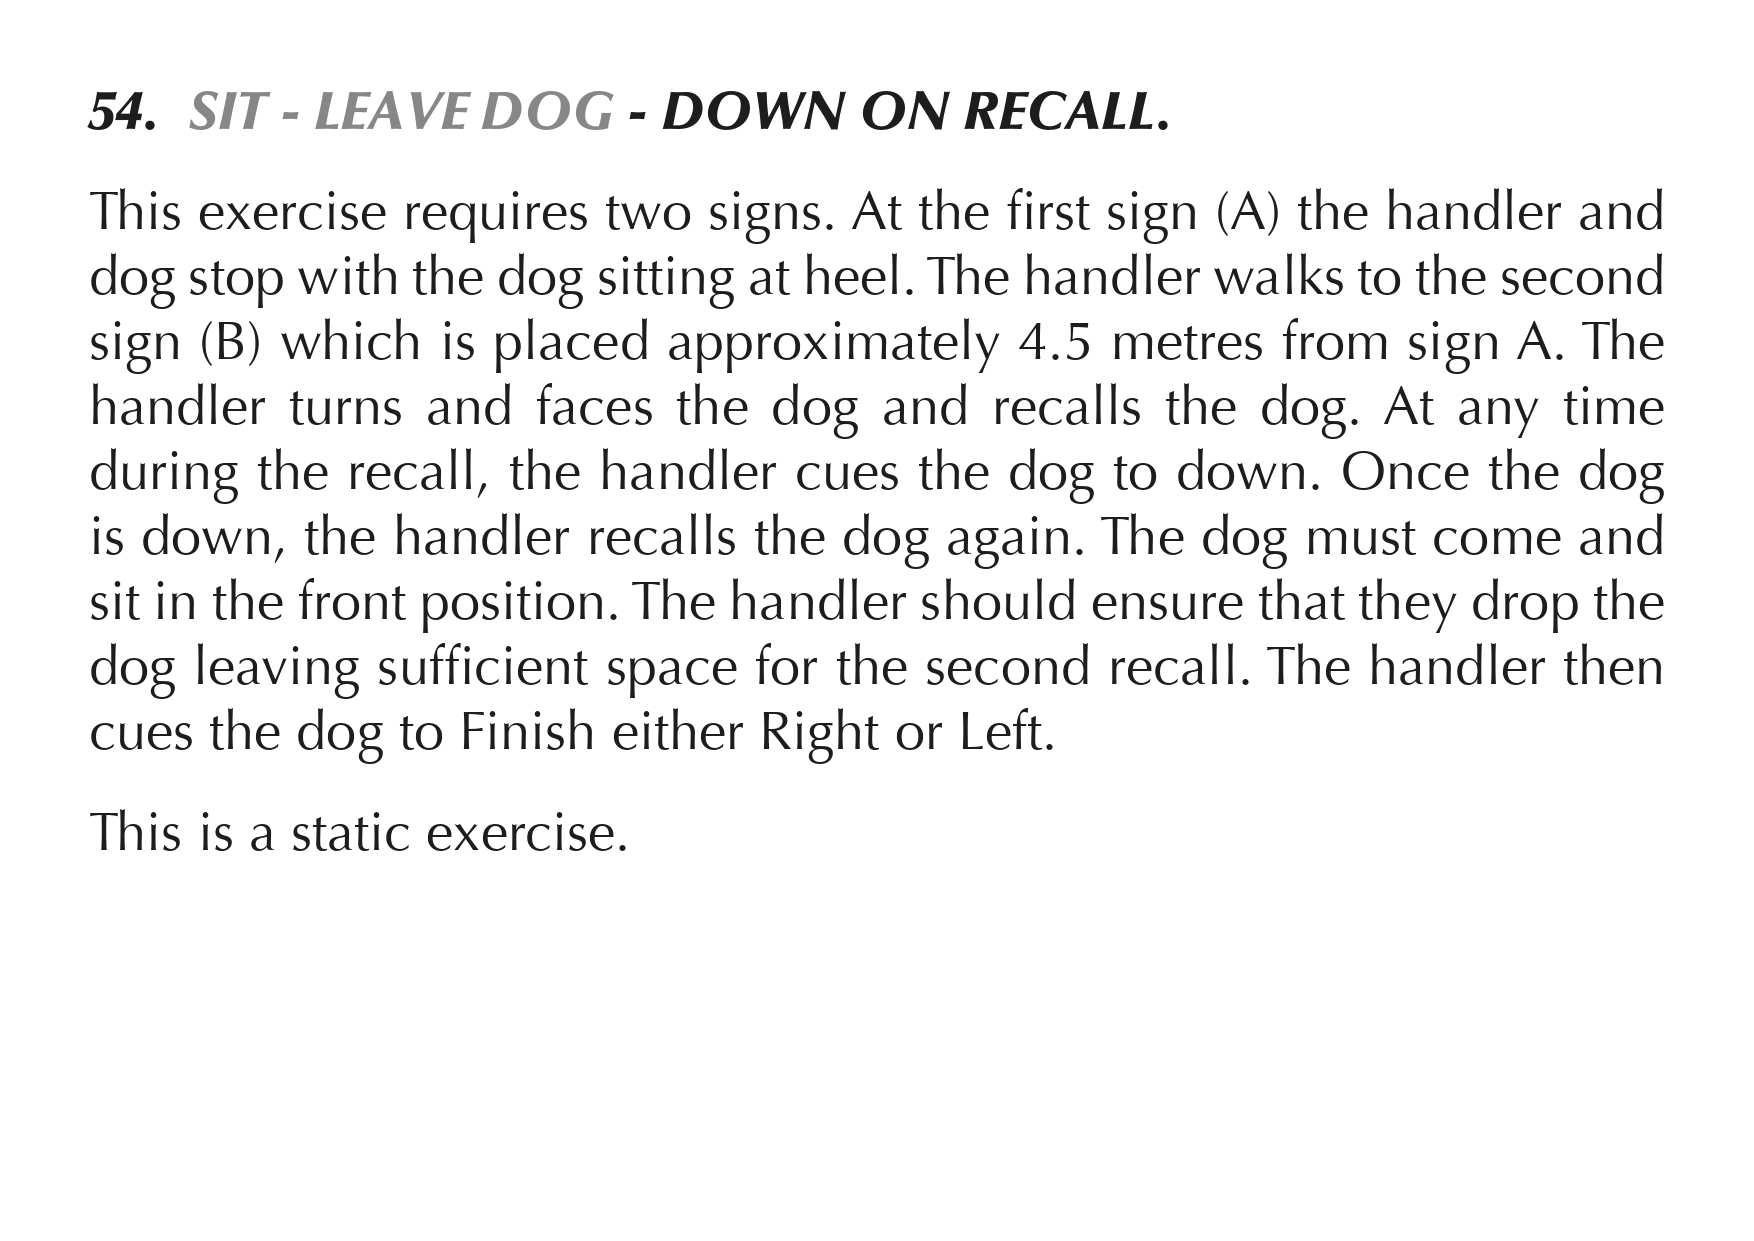 54. SIT - LEAVE DOG - DOWN ON RECALL.
This exercise requires two signs. At the first sign (A) the handler and
dog stop with the dog sitting at heel. The handler walks to the second
sign (B) which is placed approximately 4.5 metres from sign A. The
handler turns and faces the dog and recalls the dog. At any time
during the recall, the handler cues the dog to down. Once the dog
is down, the handler recalls the dog again. The dog must come and
sit in the front position. The handler should ensure that they drop the
dog leaving sufficient space for the second recall. The handler then
cues the dog to Finish either Right or Left.
This is a static exercise.